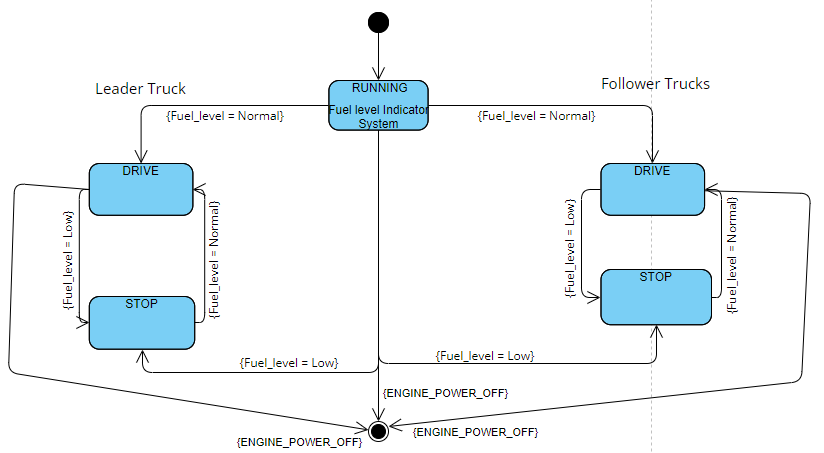 RUNNING
Leader Truck
Follower Trucks
Fuel level Indicator
System
{Fuel_level = Normal}
{Fuel_level = Normal}
DRIVE
DRIVE
{Fuel_level = Low}
{Fuel_level = Normal}
{Fuel_level = Low}
{Fuel_level = Normal}
STOP
STOP
{Fuel_level = Low}
{Fuel_level = Low}
{ENGINE_POWER_OFF}
{ENGINE_POWER_OFF}
{ENGINE_POWER_OFF}